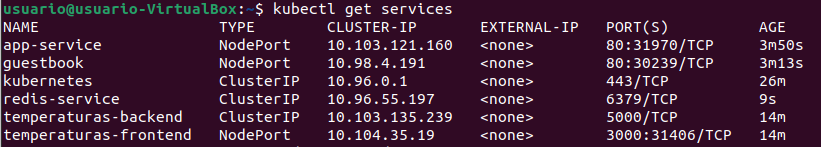 usuario@usuario-VirtualBox:~$ kubectl get services
NAME TYPE CLUSTER-IP EXTERNAL-IP PORT(S) AGE
app-service NodePort 10.103.121.160 <none> 80:31970/TCP 3m50s
guestbook NodePort 10.98.4.191 <none> 80:30239/TCP 3m13s
kubernetes ClusterIP 10.96.0.1 <none> 443/TCP 26m
redis-service ClusterIP 10.96.55.197 <none> 6379/TCP 9s
temperaturas-backend ClusterIP 10.103.135.239 <none> 5000/TCP 14m
temperaturas-frontend NodePort 10.104.35.19 <none> 3000:31406/TCP 14m